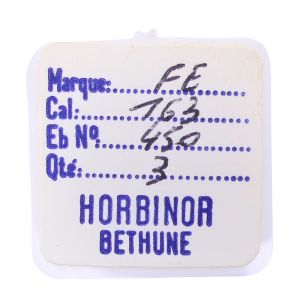 Marque: FE
Cal: 163
Eb Nº: 450
Qté: 3
HORBINOR
BETHUNE